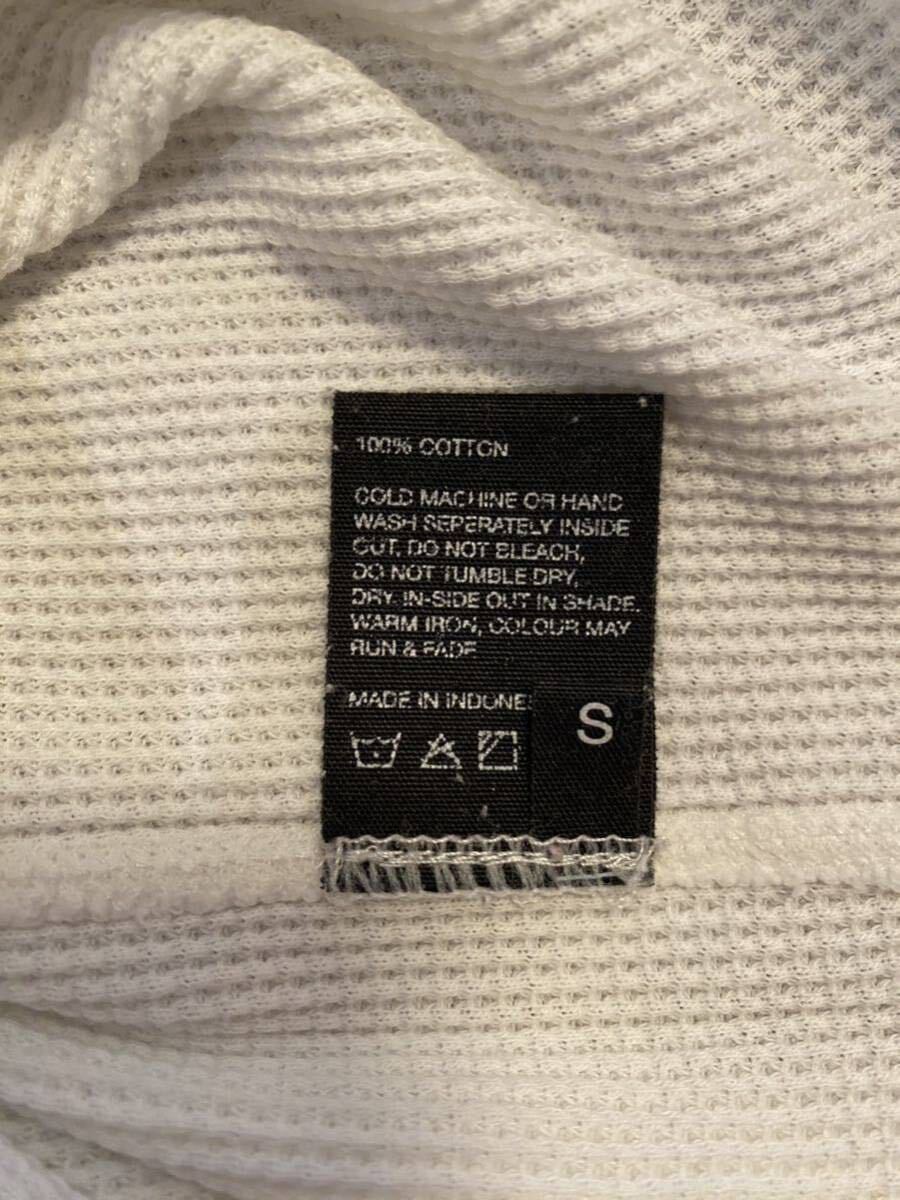 100% COTTON
COLD MACHINE OR HAND
WASH SEPERATELY INSIDE
OUT, DO NOT BLEACH,
DO NOT TUMBLE DRY,
DRY IN-SIDE OUT IN SHADE.
WARM IRON, COLOUR MAY
RUN & FADE
MADE IN INDONE
S